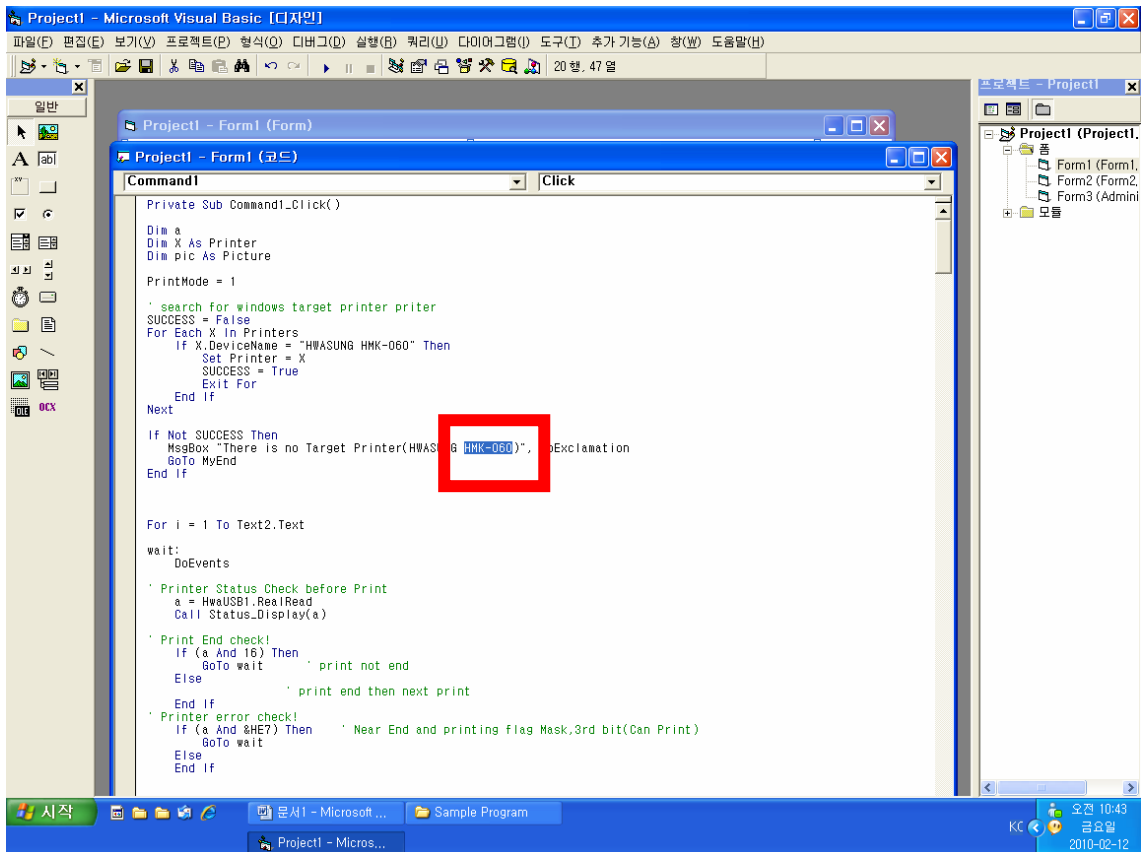 Project1 - Microsoft Visual Basic [디자인]
파일(F) 편집(E) 보기(V) 프로젝트(P) 형식(O) 디버그(D) 실행(R) 쿼리(U) 다이어그램(I) 도구(T) 추가 기능(A) 창(W) 도움말(H)
20 행, 47 열
일반
A
ab
xy
OLE
OCX
Project1 - Form1 (Form)
Project1 - Form1 (코드)
Command1
Click
Private Sub Command1_Click()
Dim a
Dim X As Printer
Dim pic As Picture
PrintMode = 1
' search for windows target printer priter
SUCCESS = False
For Each X In Printers
If X.DeviceName = "HWASUNG HMK-060" Then
Set Printer = X
SUCCESS = True
Exit For
End If
Next
If Not SUCCESS Then
MsgBox "There is no Target Printer(HWAS G HMK-060)", oExclamation
GoTo MyEnd
End If
For i = 1 To Text2.Text
wait:
DoEvents
' Printer Status Check before Print
a = HwaUSB1.RealRead
Call Status_Display(a)
' Print End check!
If (a And 16) Then
GoTo wait ' print not end
Else
' print end then next print
End If
' Printer error check!
If (a And &HE7) Then ' Near End and printing flag Mask,3rd bit(Can Print)
GoTo wait
Else
End If
프로젝트 - Project1
Project1 (Project1.
폼
Form1 (Form1,
Form2 (Form2,
Form3 (Admini
모듈
시작
문서1 - Microsoft ...
Sample Program
Project1 - Micros...
KC
오전 10:43
금요일
2010-02-12